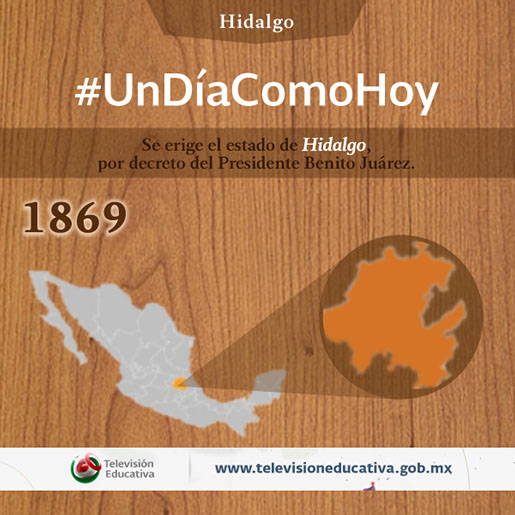 Hidalgo
#UnDíaComoHoy
Se erige el estado de Hidalgo,
por decreto del Presidente Benito Juárez.
1869
Televisión
Educativa
www.televisioneducativa.gob.mx